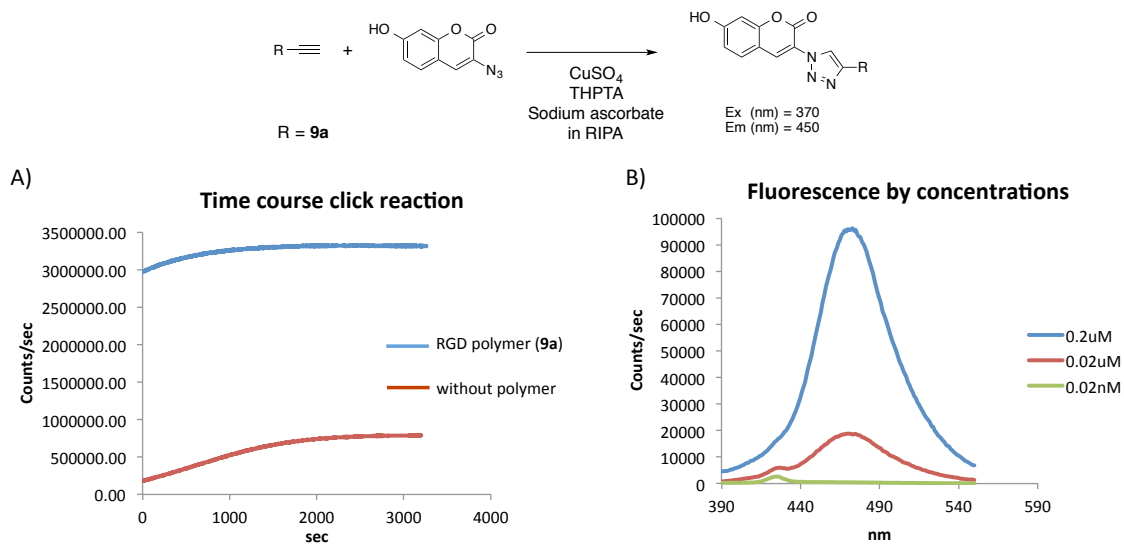 R
+
HO
O
O
N3
CuSO4
THPTA
Sodium ascorbate
in RIPA
HO
O
O
N
N
N
R
R = 9a
Ex (nm) = 370
Em (nm) = 450
A)
Time course click reaction
3500000.00
3000000.00
2500000.00
2000000.00
1500000.00
1000000.00
500000.00
0.00
Counts/sec
0
1000
2000
3000
4000
sec
RGD polymer (9a)
without polymer
B)
Fluorescence by concentrations
100000
90000
80000
70000
60000
50000
40000
30000
20000
10000
0
Counts/sec
390
440
490
540
590
nm
0.2uM
0.02uM
0.02nM